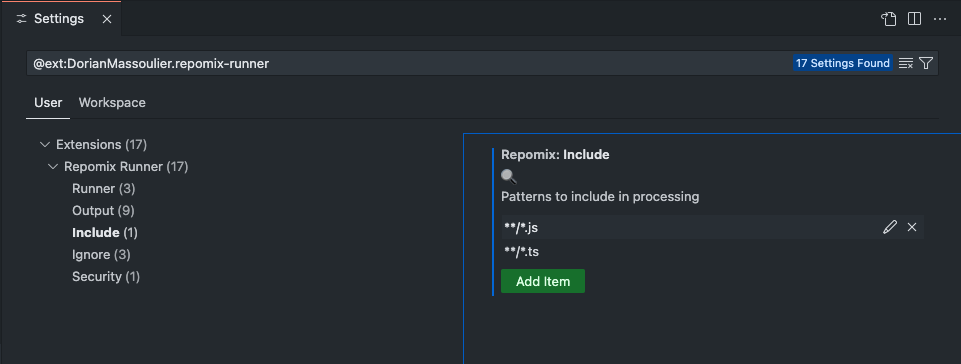 Settings
@ext:DorianMassoulier.repomix-runner
17 Settings Found
User
Workspace
Extensions (17)
Repomix Runner (17)
Runner (3)
Output (9)
Include (1)
Ignore (3)
Security (1)
Repomix: Include
Patterns to include in processing
**/*.js
**/*.ts
Add Item